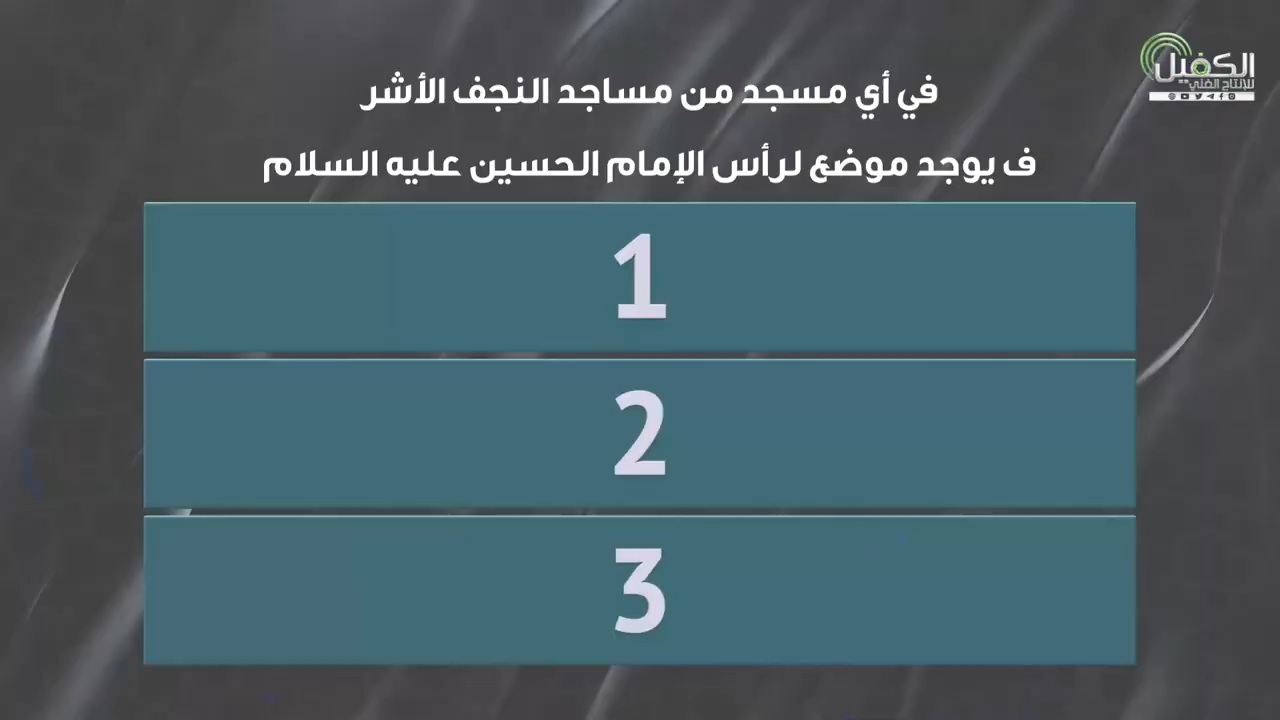 الكفيل
للإنتاج الفني
في أي مسجد من مساجد النجف الأشر
ف يوجد موضع لرأس الإمام الحسين عليه السلام
1
2
3